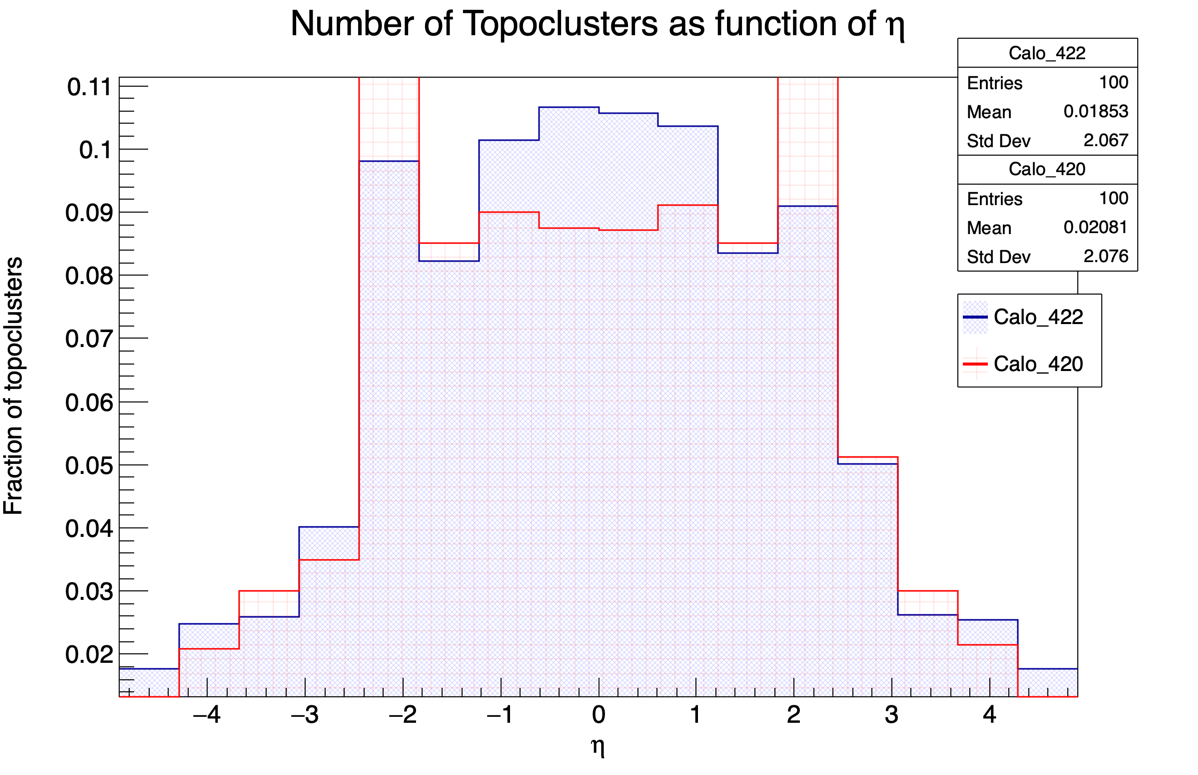 Number of Topoclusters as function of η
Calo_422
Entries 100
Mean 0.01853
Std Dev 2.067
Calo_420
Entries 100
Mean 0.02081
Std Dev 2.076
Calo_422
Calo_420
Fraction of topoclusters
0.11
0.1
0.09
0.08
0.07
0.06
0.05
0.04
0.03
0.02
−4 −3 −2 −1 0 1 2 3 4
η